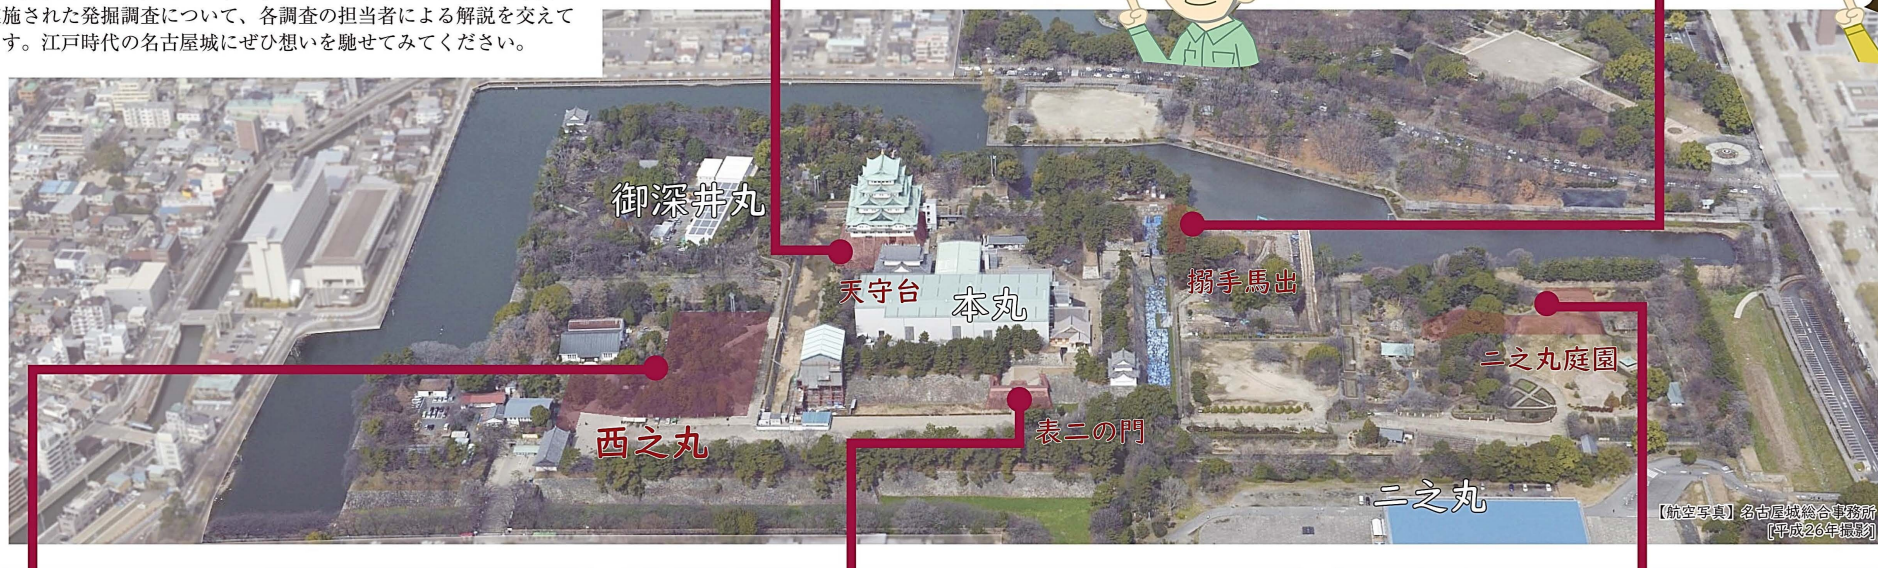 施された発掘調査について、各調査の担当者による解説を交えて
す。江戸時代の名古屋城にぜひ想いを馳せてみてください。
御深井丸
天守台
本丸
搦手馬出
二之丸庭園
西之丸
表二の門
二之丸
【航空写真】名古屋城総合事務所
[平成26年撮影]